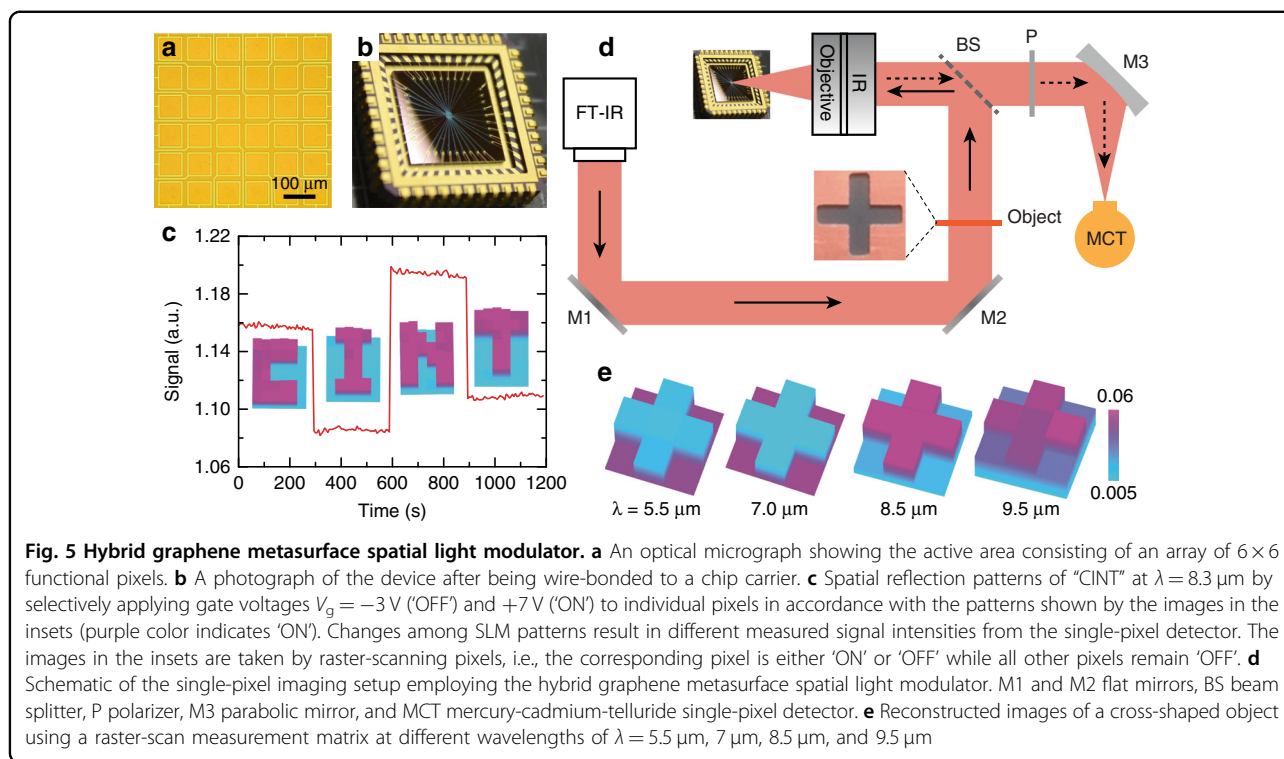 a
100 μm
b
c
Signal (a.u.)
1.22
1.18
1.14
1.10
1.06
0
200
400
600
800
1000
1200
Time (s)
C
I
N
T
d
FT-IR
Objective
IR
BS
P
M3
Object
MCT
M1
M2
e
0.06
0.005
λ = 5.5 μm
7.0 μm
8.5 μm
9.5 μm
Fig. 5 Hybrid graphene metasurface spatial light modulator. a An optical micrograph showing the active area consisting of an array of 6 × 6
functional pixels. b A photograph of the device after being wire-bonded to a chip carrier. c Spatial reflection patterns of “CINT” at λ = 8.3 μm by
selectively applying gate voltages Vg = −3 V (‘OFF’) and +7 V (‘ON’) to individual pixels in accordance with the patterns shown by the images in the
insets (purple color indicates ‘ON’). Changes among SLM patterns result in different measured signal intensities from the single-pixel detector. The
images in the insets are taken by raster-scanning pixels, i.e., the corresponding pixel is either ‘ON’ or ‘OFF’ while all other pixels remain ‘OFF’. d
Schematic of the single-pixel imaging setup employing the hybrid graphene metasurface spatial light modulator. M1 and M2 flat mirrors, BS beam
splitter, P polarizer, M3 parabolic mirror, and MCT mercury-cadmium-telluride single-pixel detector. e Reconstructed images of a cross-shaped object
using a raster-scan measurement matrix at different wavelengths of λ = 5.5 μm, 7 μm, 8.5 μm, and 9.5 μm